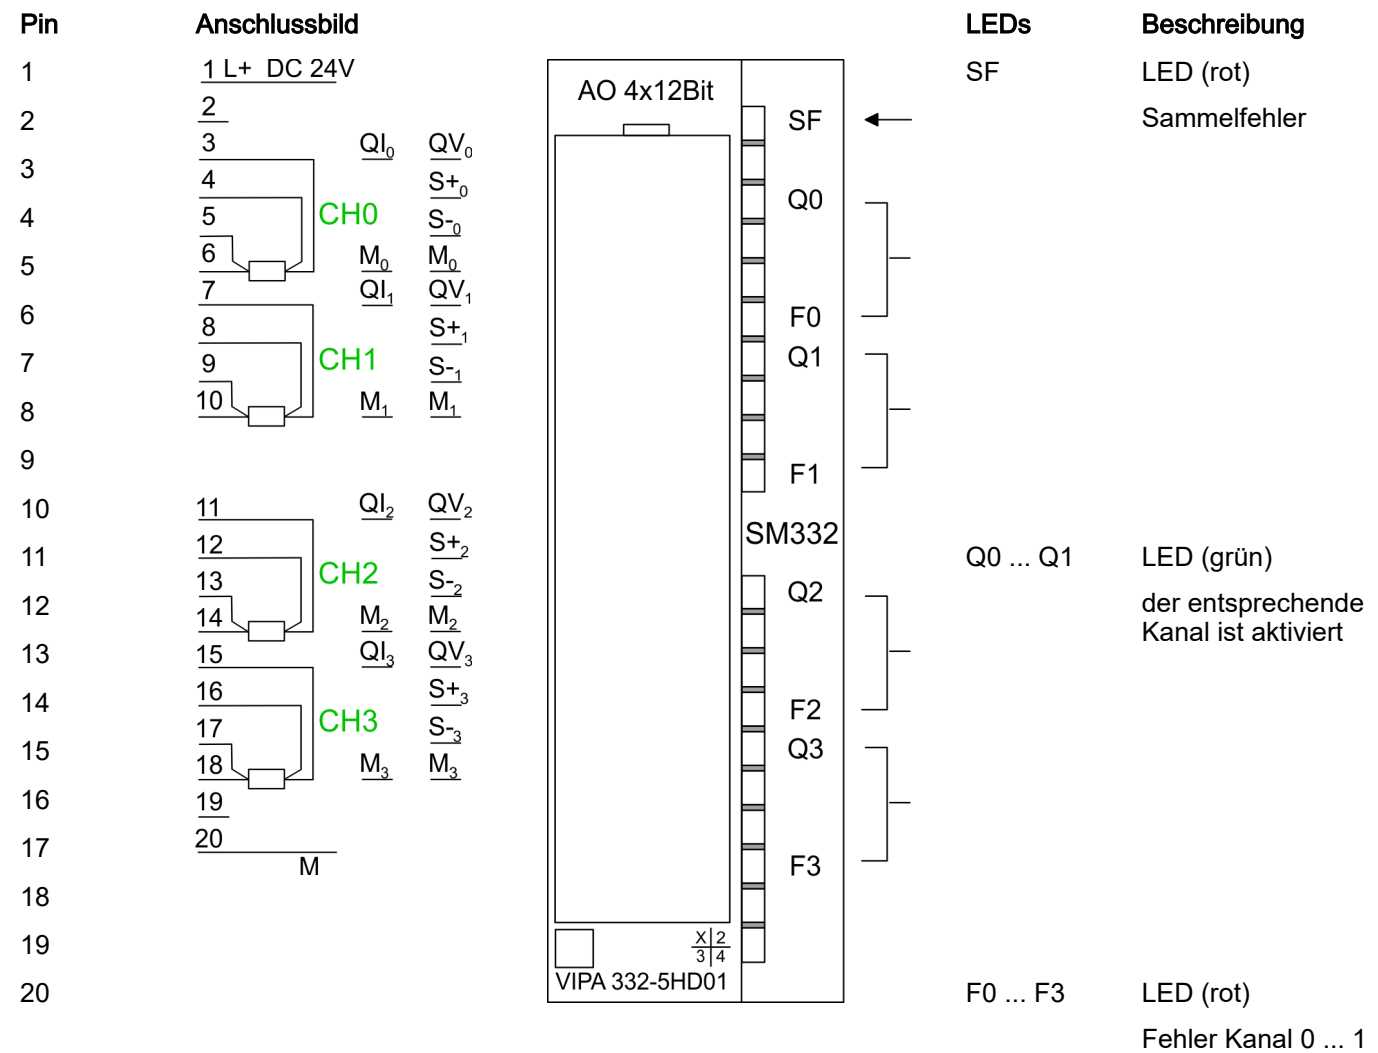 Pin Anschlussbild LEDs Beschreibung
1 1 L+ DC 24V AO 4x12Bit SF LED (rot)
2 2 SF Sammelfehler
3 3 QI0 QV0
4 S+0
4 5 CH0 S-0 Q0
5 6 M0 M0
7 QI1 QV1
6 8 S+1 F0
7 9 CH1 S-1 Q1
8 10 M1 M1
9 F1
10 11 QI2 QV2
SM332
11 12 S+2 Q0 ... Q1 LED (grün)
13 CH2 S-2 Q2
12 14 M2 M2 der entsprechende
Kanal ist aktiviert
13 15 QI3 QV3
14 16 S+3 F2
17 CH3 S-3
15 18 M3 M3 Q3
16 19
17 20
M F3
18
19 X 2
3 4
VIPA 332-5HD01
20 F0 ... F3 LED (rot)
Fehler Kanal 0 ... 1